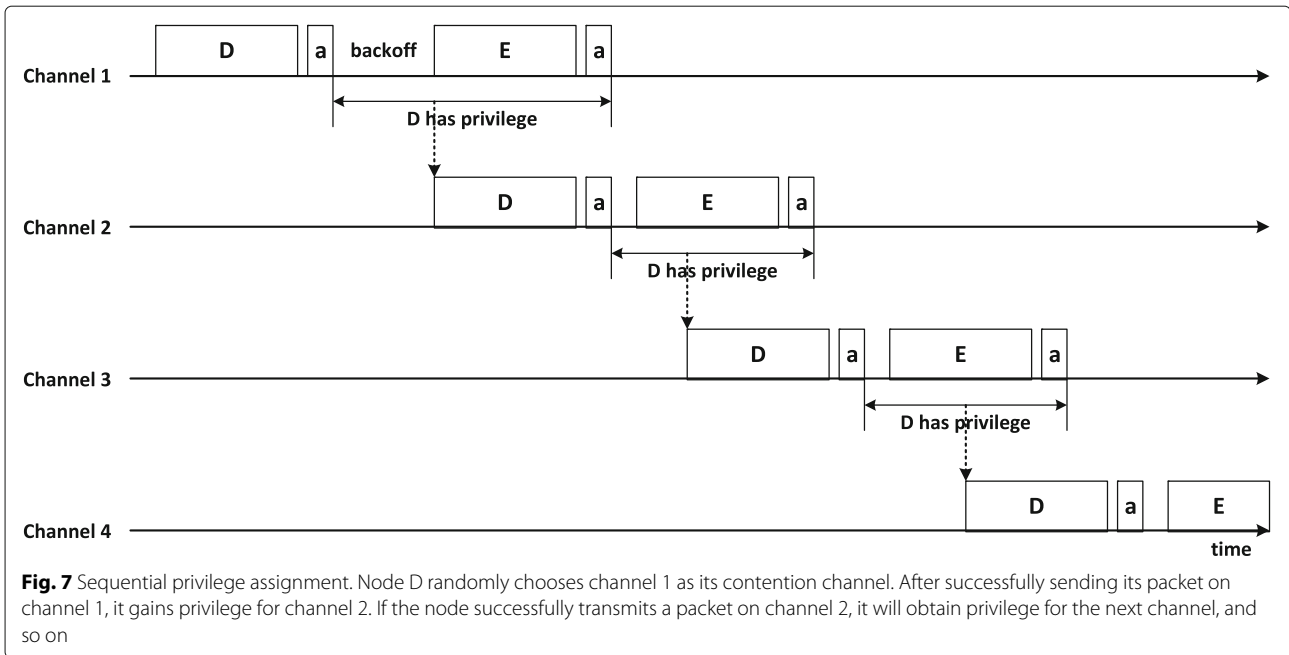 D a backoff E a
Channel 1
D has privilege
D a E a
Channel 2
D has privilege
D a E a
Channel 3
D has privilege
D a E
Channel 4
time
Fig. 7 Sequential privilege assignment. Node D randomly chooses channel 1 as its contention channel. After successfully sending its packet on
channel 1, it gains privilege for channel 2. If the node successfully transmits a packet on channel 2, it will obtain privilege for the next channel, and
so on